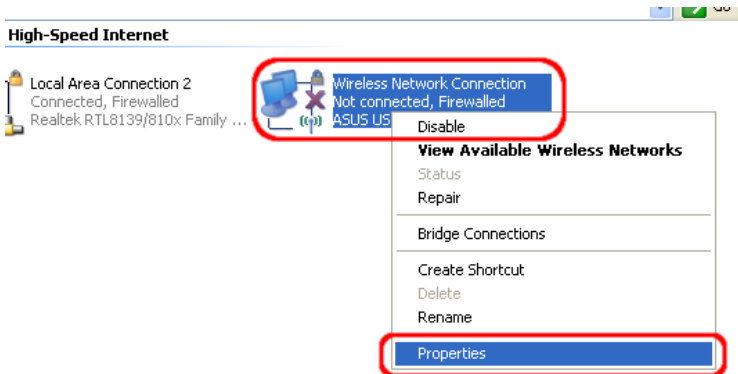 Go
High-Speed Internet
Local Area Connection 2
Connected, Firewalled
Realtek RTL8139/810x Family ...
Wireless Network Connection
Not connected, Firewalled
ASUS US
Disable
View Available Wireless Networks
Status
Repair
Bridge Connections
Create Shortcut
Delete
Rename
Properties